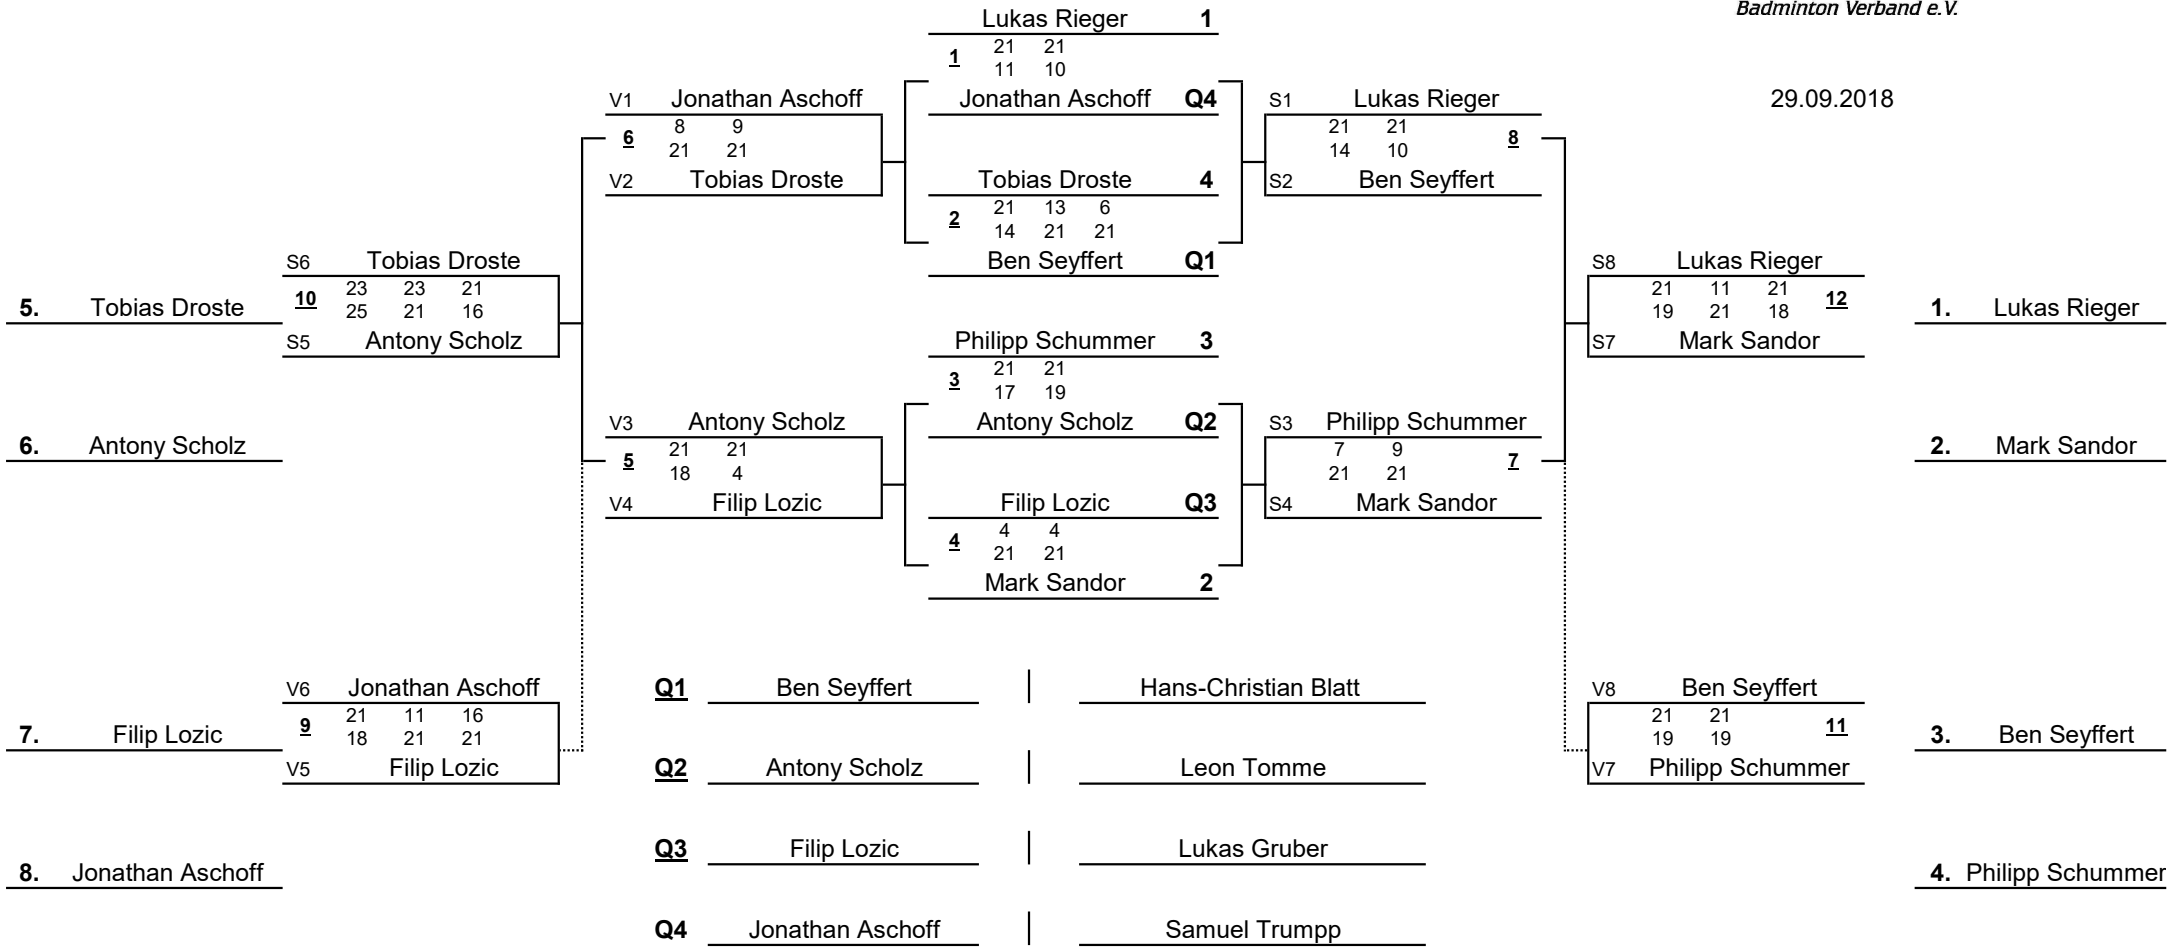 Badminton Verband e.V.
Lukas Rieger 1
1 21 21
11 10
V1 Jonathan Aschoff
Jonathan Aschoff Q4
S1 Lukas Rieger
29.09.2018
6 8 9
21 21
21 21 8
14 10
V2 Tobias Droste
Tobias Droste 4
S2 Ben Seyffert
2 21 13 6
14 21 21
S6 Tobias Droste
Ben Seyffert Q1
S8 Lukas Rieger
5. Tobias Droste
10 23 23 21
25 21 16
21 11 21 12
19 21 18
1. Lukas Rieger
S5 Antony Scholz
Philipp Schummer 3
S7 Mark Sandor
3 21 21
17 19
V3 Antony Scholz
Antony Scholz Q2
S3 Philipp Schummer
6. Antony Scholz
5 21 21
18 4
7 9 7
21 21
2. Mark Sandor
V4 Filip Lozic
Filip Lozic Q3
S4 Mark Sandor
4 4 4
21 21
Mark Sandor 2
V6 Jonathan Aschoff
Q1 Ben Seyffert | Hans-Christian Blatt
V8 Ben Seyffert
7. Filip Lozic
9 21 11 16
18 21 21
21 21 11
19 19
3. Ben Seyffert
V5 Filip Lozic
Q2 Antony Scholz | Leon Tomme
V7 Philipp Schummer
Q3 Filip Lozic | Lukas Gruber
8. Jonathan Aschoff
4. Philipp Schummer
Q4 Jonathan Aschoff | Samuel Trumpp